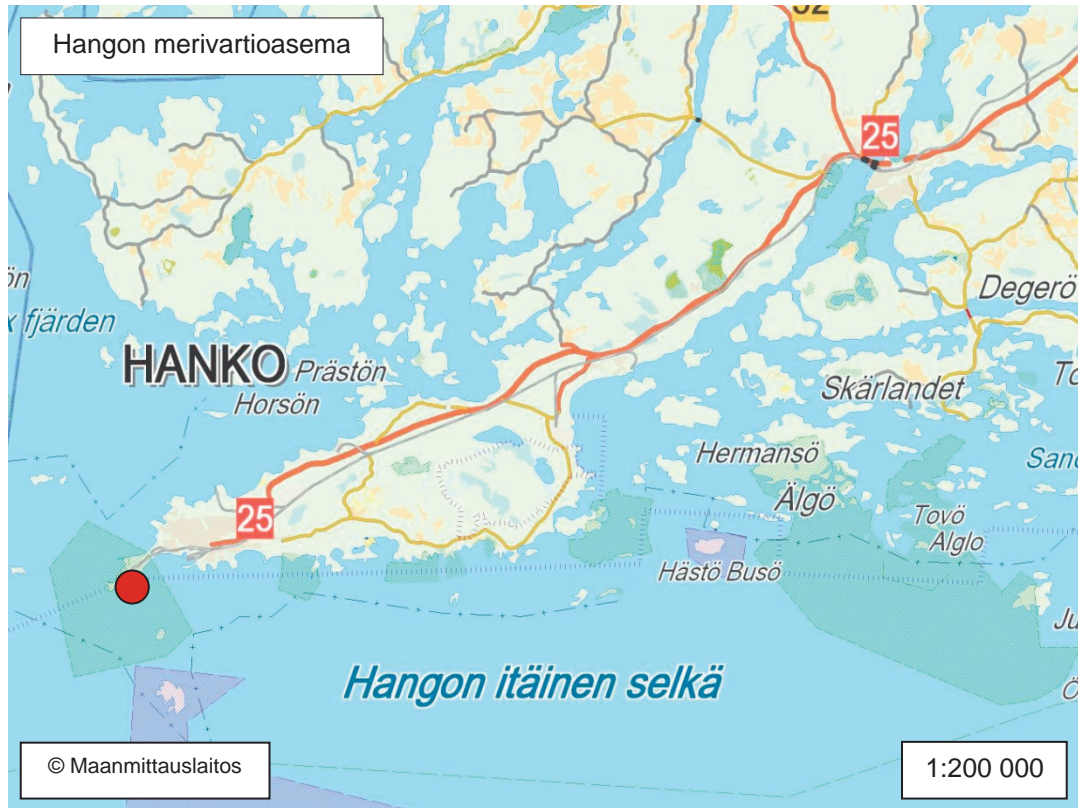 Hangon merivartioasema
25
Degerö
fjärden
HANKO
Prästön
Horsön
Skärlandet
Hermansö
Älgö
Tovö
Alglo
25
Hästö Busö
Hangon itäinen selkä
© Maanmittauslaitos
1:200 000